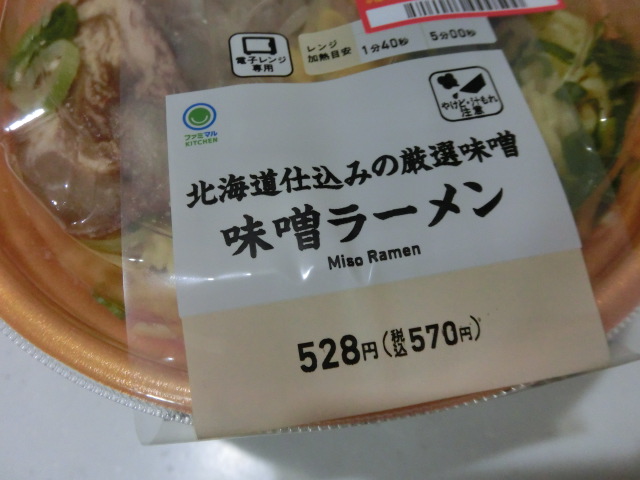 電子レンジ
専用
レンジ
加熱目安
1分40秒
5分00秒
やけど・汁もれ
注意
ファミマル
KITCHEN
北海道仕込みの厳選味噌
味噌ラーメン
Miso Ramen
528円(税込570円)